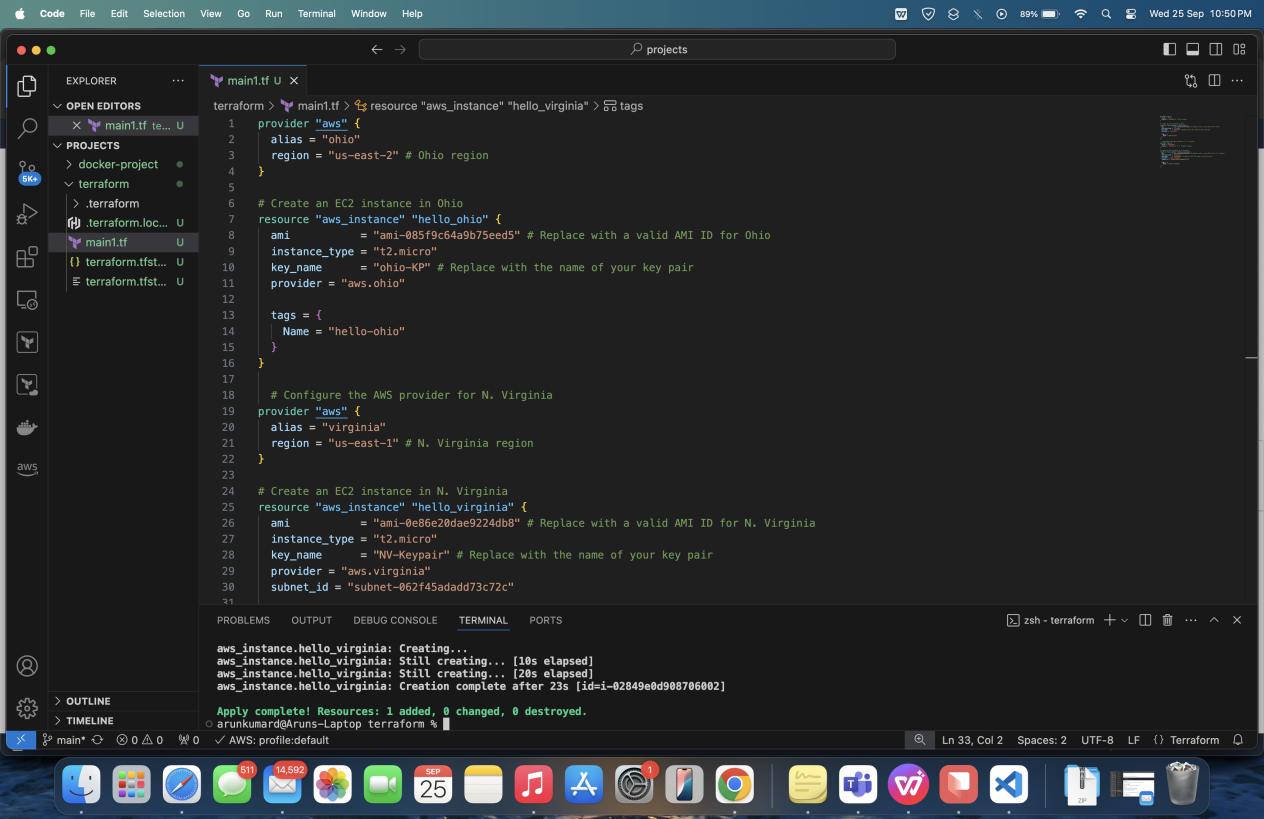 Code File Edit Selection View Go Run Terminal Window Help 89% Wed 25 Sep 10:50 PM
projects
EXPLORER
OPEN EDITORS
main1.tf te... U
PROJECTS
docker-project
terraform
.terraform
.terraform.loc... U
main1.tf U
terraform.tfst... U
terraform.tfst... U
OUTLINE
TIMELINE
5K+
aws
main1.tf U
terraform > main1.tf > resource "aws_instance" "hello_virginia" > tags
1 provider "aws" {
2 alias = "ohio"
3 region = "us-east-2" # Ohio region
4 }
5
6 # Create an EC2 instance in Ohio
7 resource "aws_instance" "hello_ohio" {
8 ami = "ami-085f9c64a9b75eed5" # Replace with a valid AMI ID for Ohio
9 instance_type = "t2.micro"
10 key_name = "ohio-KP" # Replace with the name of your key pair
11 provider = "aws.ohio"
12
13 tags = {
14 Name = "hello-ohio"
15 }
16 }
17
18 # Configure the AWS provider for N. Virginia
19 provider "aws" {
20 alias = "virginia"
21 region = "us-east-1" # N. Virginia region
22 }
23
24 # Create an EC2 instance in N. Virginia
25 resource "aws_instance" "hello_virginia" {
26 ami = "ami-0e86e20dae9224db8" # Replace with a valid AMI ID for N. Virginia
27 instance_type = "t2.micro"
28 key_name = "NV-Keypair" # Replace with the name of your key pair
29 provider = "aws.virginia"
30 subnet_id = "subnet-062f45adadd73c72c"
31
PROBLEMS OUTPUT DEBUG CONSOLE TERMINAL PORTS zsh - terraform
aws_instance.hello_virginia: Creating...
aws_instance.hello_virginia: Still creating... [10s elapsed]
aws_instance.hello_virginia: Still creating... [20s elapsed]
aws_instance.hello_virginia: Creation complete after 23s [id=i-02849e0d908706002]
Apply complete! Resources: 1 added, 0 changed, 0 destroyed.
arunkumard@Aruns-Laptop terraform %
main* 0 0 0 AWS: profile:default Ln 33, Col 2 Spaces: 2 UTF-8 LF {} Terraform
511
14,592
SEP
25
1
ZIP